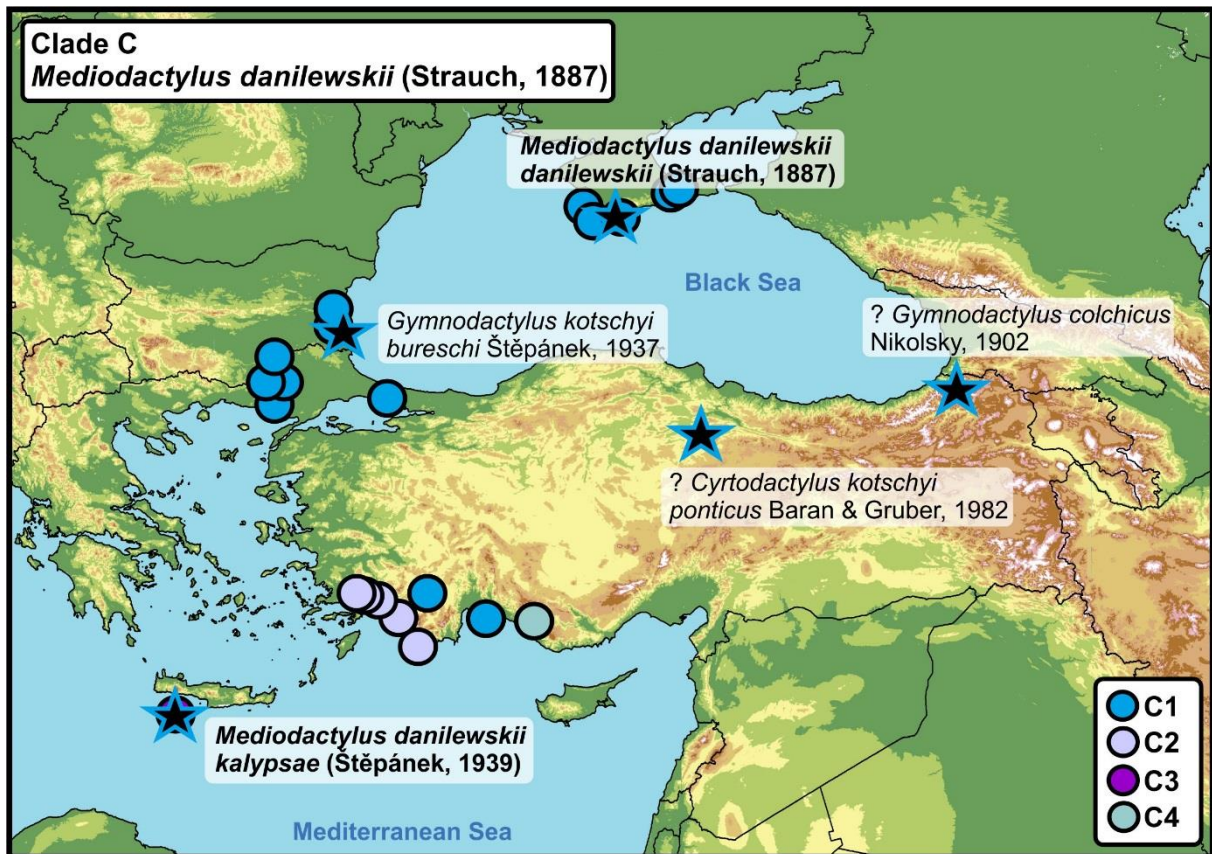 Clade C
Mediodactylus danilewskii (Strauch, 1887)
Mediodactylus danilewskii
danilewskii (Strauch, 1887)
Black Sea
Gymnodactylus kotschyi
bureschi Štěpánek, 1937
? Gymnodactylus colchicus
Nikolsky, 1902
? Cyrtodactylus kotschyi
ponticus Baran & Gruber, 1982
Mediodactylus danilewskii
kalypsae (Štěpánek, 1939)
Mediterranean Sea
C1
C2
C3
C4